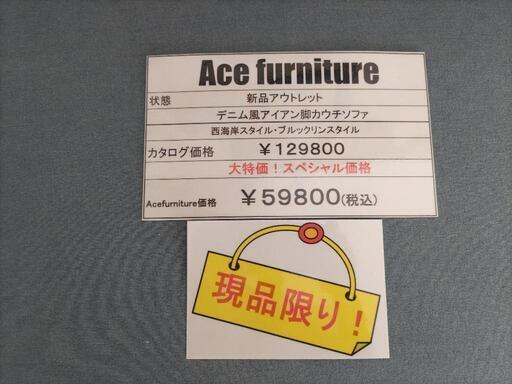 Ace furniture
状態 新品アウトレット
デニム風アイアン脚カウチソファ
西海岸スタイル・ブルックリンスタイル
カタログ価格 ￥129800
大特価！スペシャル価格
Acefurniture価格 ￥59800(税込)
現品限り！